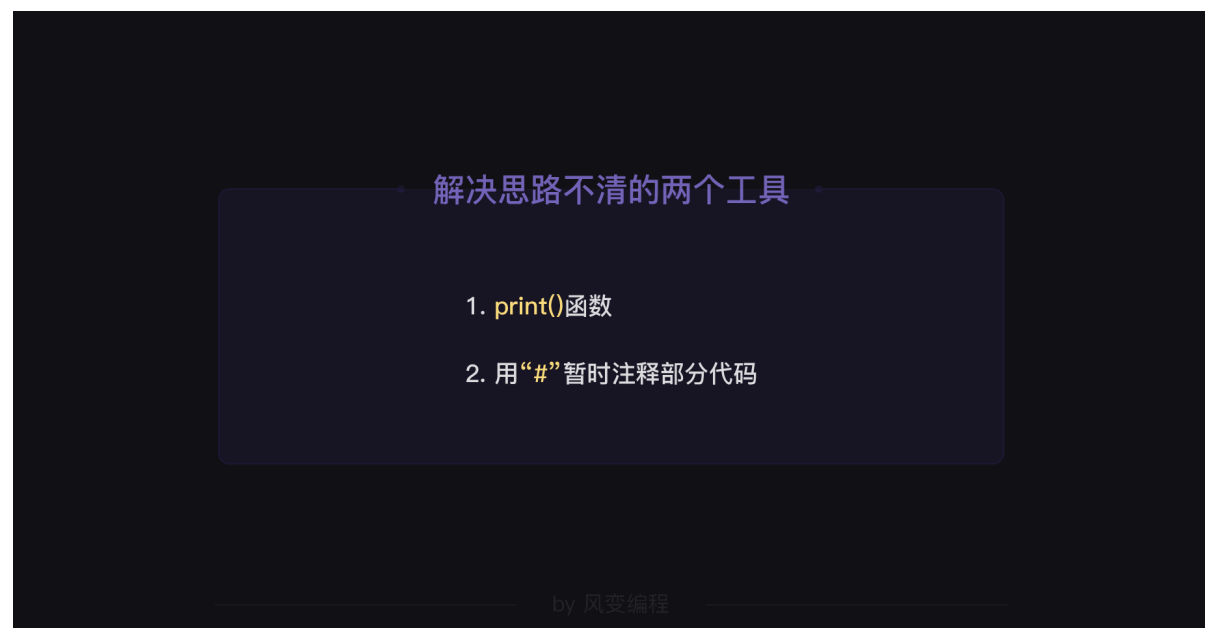 解决思路不清的两个工具
1. print()函数
2. 用“#”暂时注释部分代码
by 风变编程